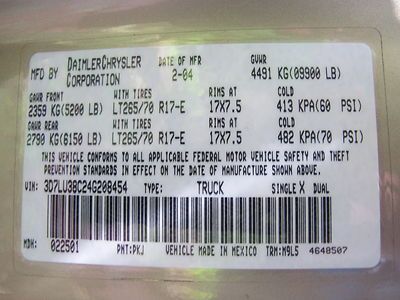 MFD BY DAIMLERCHRYSLER CORPORATION DATE OF MFR 2-04 GVWR 4491 KG(09900 LB)
GAWR FRONT WITH TIRES RIMS AT COLD
2359 KG(5200 LB) LT265/70 R17-E 17X7.5 413 KPA(60 PSI)
GAWR REAR WITH TIRES RIMS AT COLD
2790 KG(6150 LB) LT265/70 R17-E 17X7.5 482 KPA(70 PSI)
THIS VEHICLE CONFORMS TO ALL APPLICABLE FEDERAL MOTOR VEHICLE SAFETY AND THEFT
PREVENTION STANDARDS IN EFFECT ON THE DATE OF MANUFACTURE SHOWN ABOVE.
VIN: 3D7LU38C24G208454 TYPE: TRUCK SINGLE X DUAL
MDH: 022501 PNT:PKJ VEHICLE MADE IN MEXICO TRM:M9L5 4648507